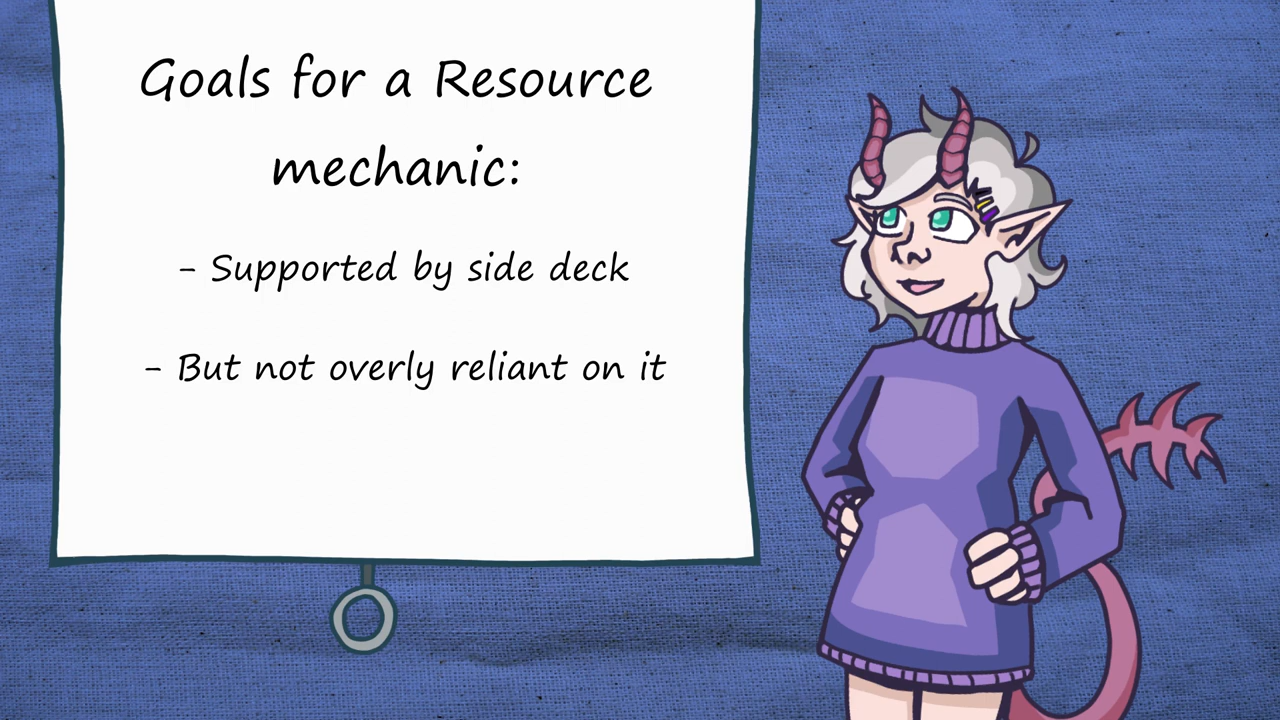 Goals for a Resource
mechanic:
- Supported by side deck
- But not overly reliant on it